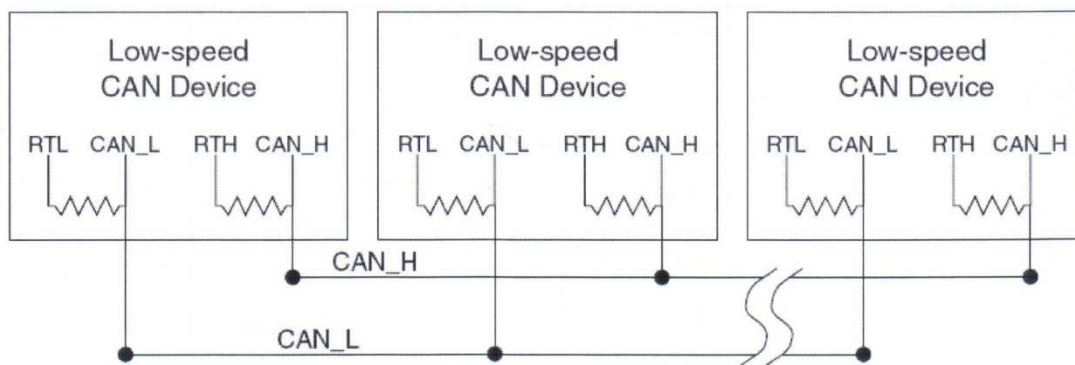 Low-speed
CAN Device
RTL CAN_L RTH CAN_H
Low-speed
CAN Device
RTL CAN_L RTH CAN_H
Low-speed
CAN Device
RTL CAN_L RTH CAN_H
CAN_H
CAN_L